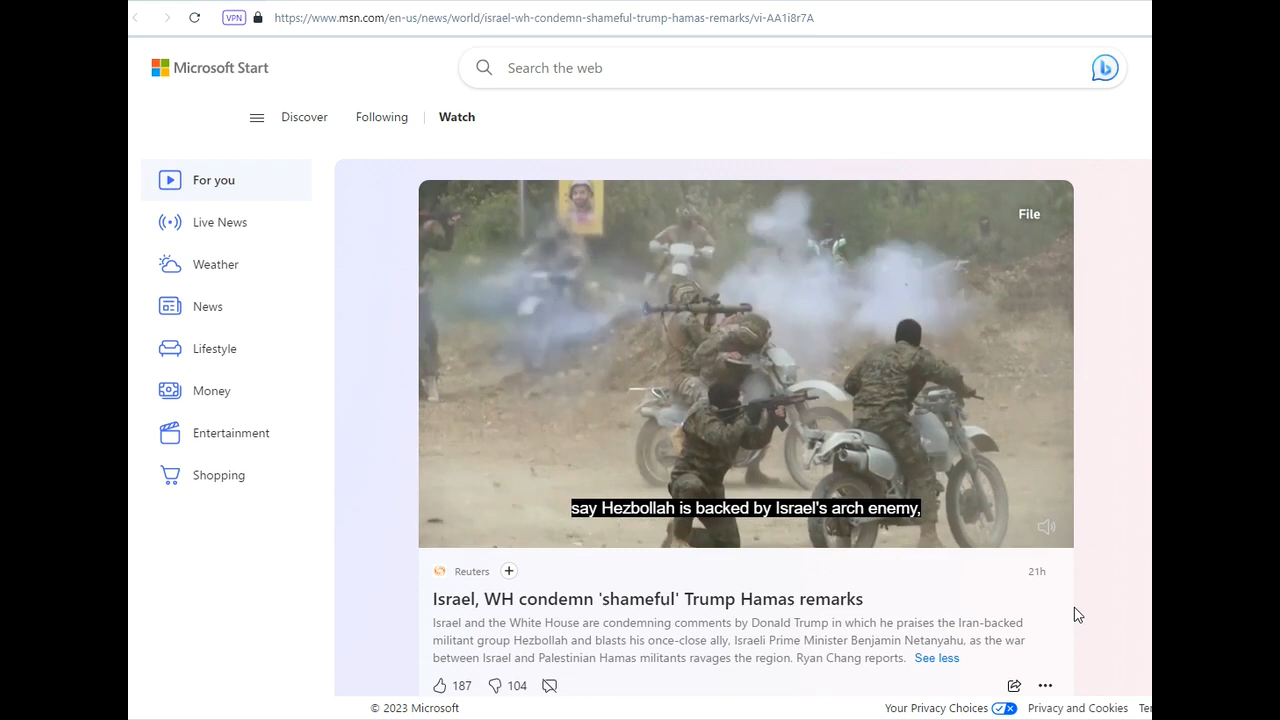 VPN https://www.msn.com/en-us/news/world/israel-wh-condemn-shameful-trump-hamas-remarks/vi-AA1i8r7A
Microsoft Start
Search the web
Discover Following Watch
For you
Live News
Weather
News
Lifestyle
Money
Entertainment
Shopping
File
say Hezbollah is backed by Israel's arch enemy,
Reuters 21h
Israel, WH condemn 'shameful' Trump Hamas remarks
Israel and the White House are condemning comments by Donald Trump in which he praises the Iran-backed
militant group Hezbollah and blasts his once-close ally, Israeli Prime Minister Benjamin Netanyahu, as the war
between Israel and Palestinian Hamas militants ravages the region. Ryan Chang reports. See less
187 104
© 2023 Microsoft Your Privacy Choices Privacy and Cookies Ter